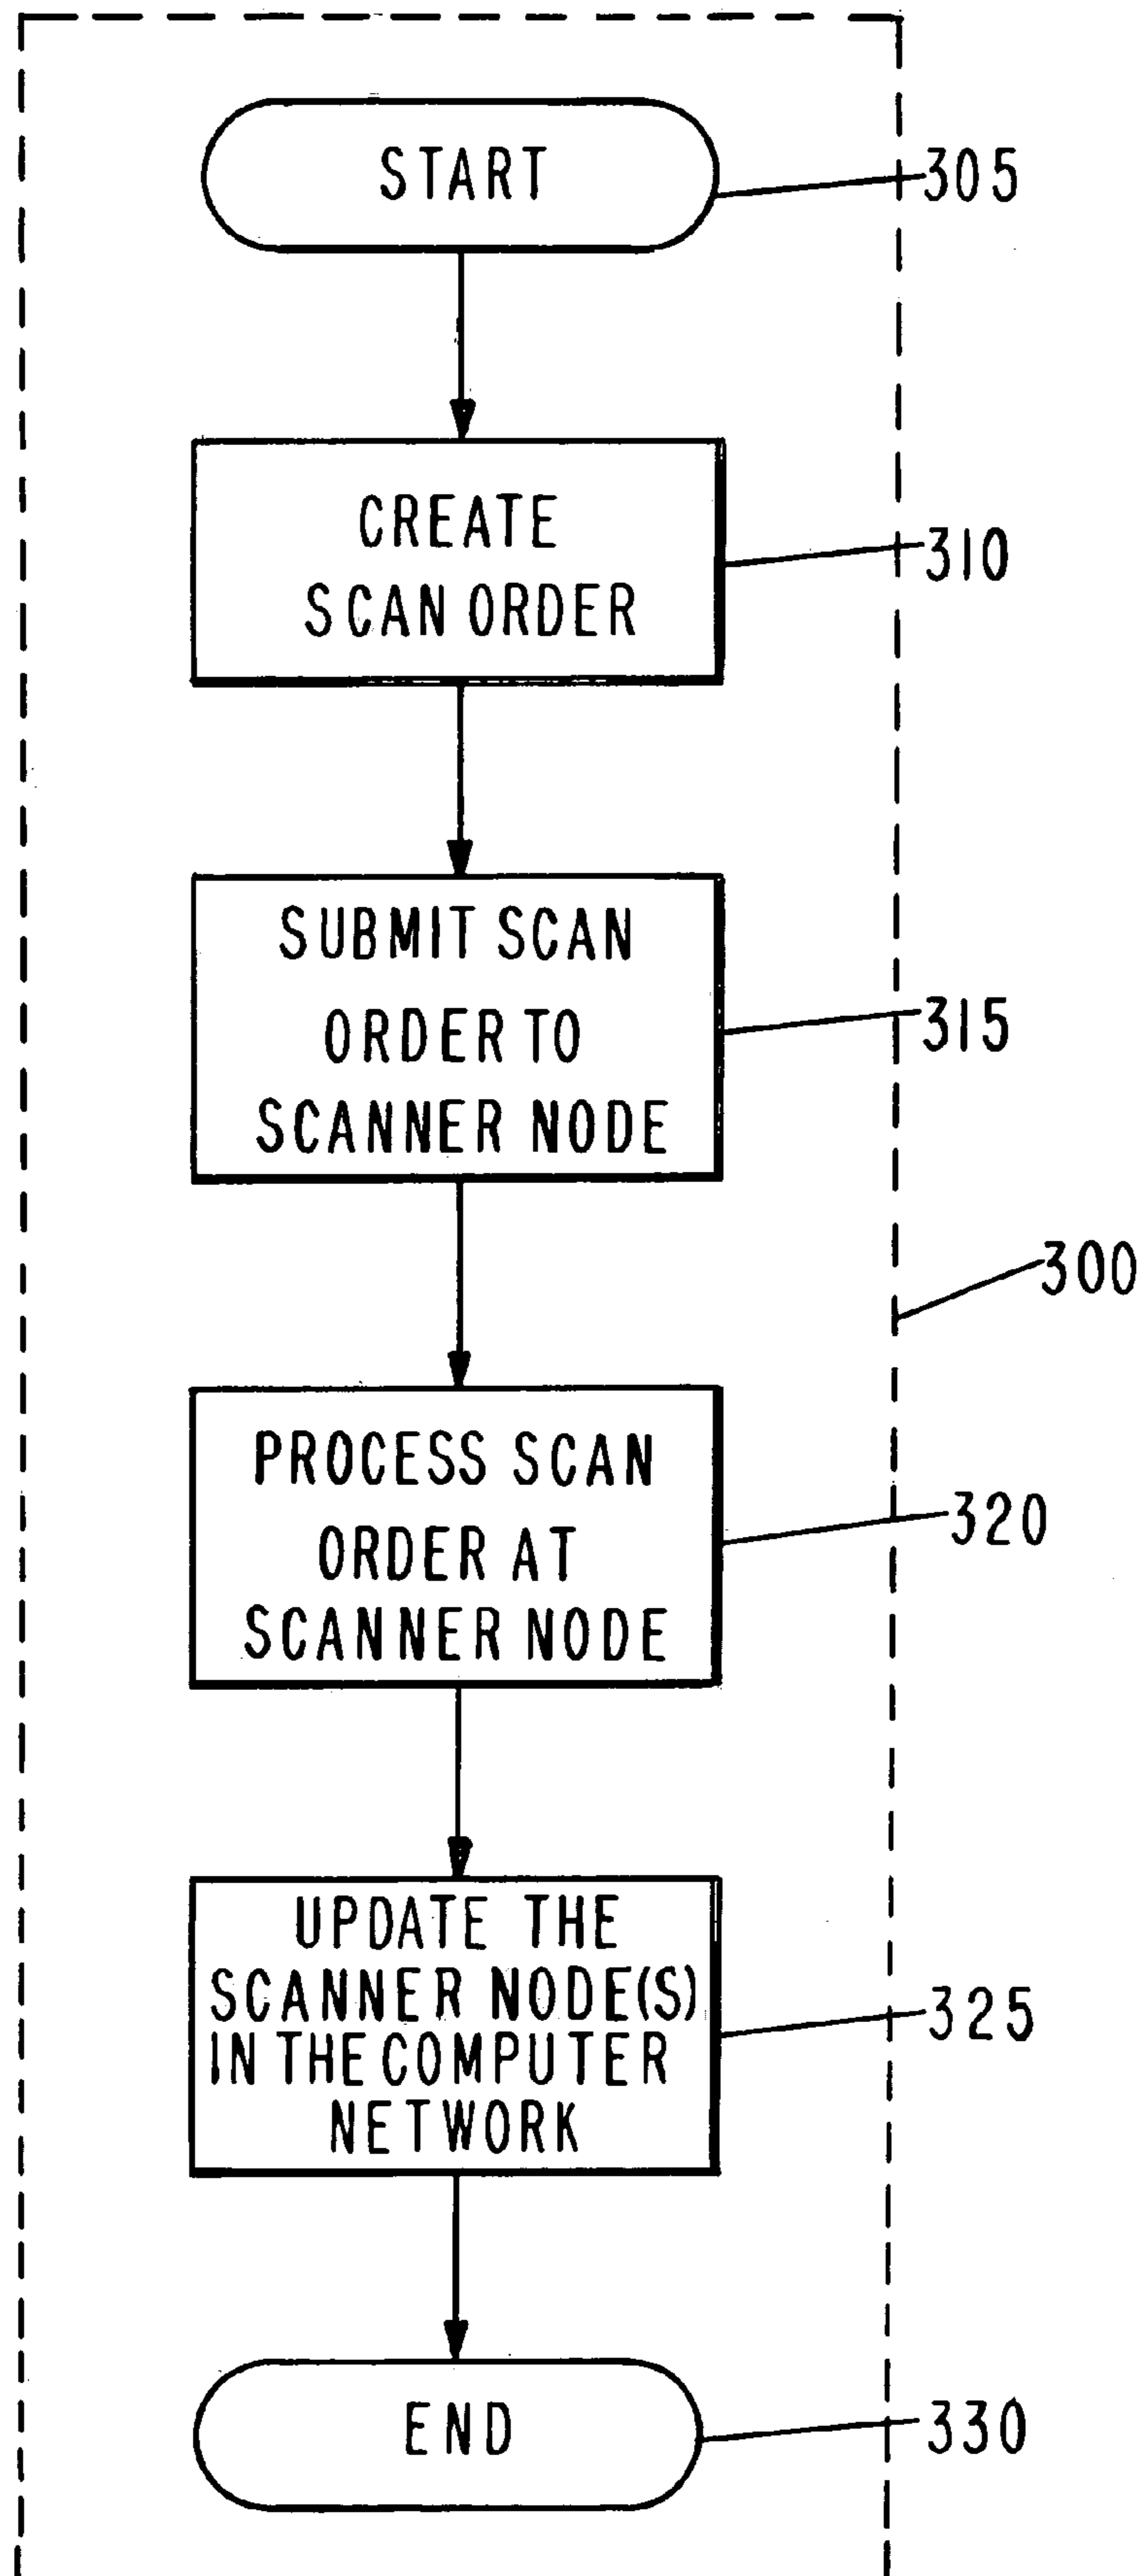 START
305
CREATE
SCAN ORDER
310
SUBMIT SCAN
ORDER TO
SCANNER NODE
315
300
PROCESS SCAN
ORDER AT
SCANNER NODE
320
UPDATE THE
SCANNER NODE(S)
IN THE COMPUTER
NETWORK
325
END
330